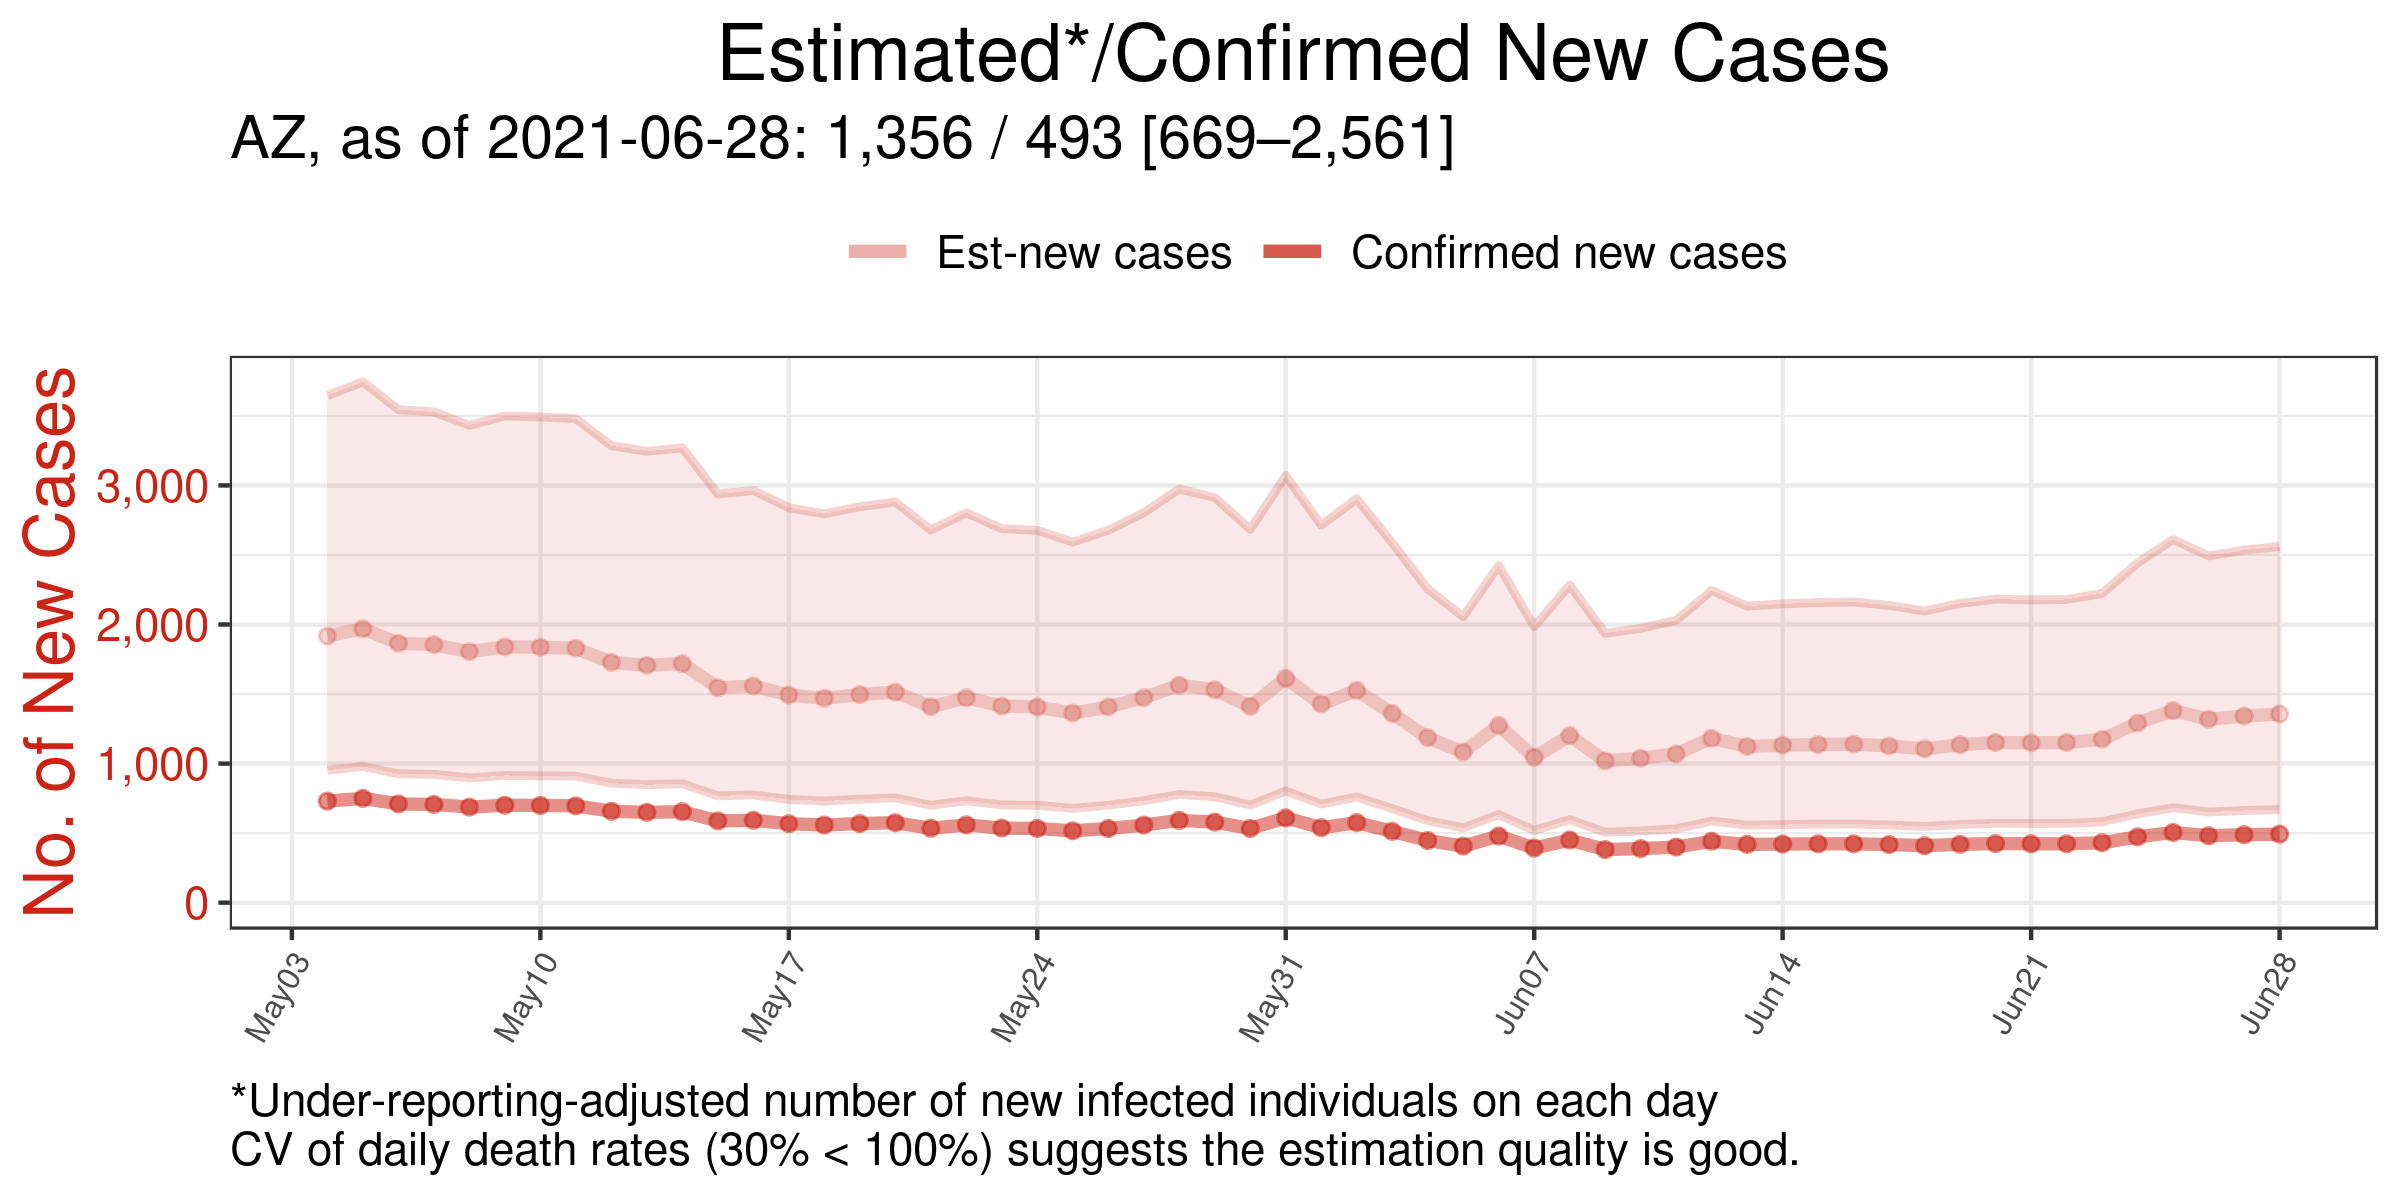 Estimated*/Confirmed New Cases
AZ, as of 2021-06-28: 1,356 / 493 [669–2,561]
Est-new cases Confirmed new cases
No. of New Cases
3,000
2,000
1,000
0
May03 May10 May17 May24 May31 Jun07 Jun14 Jun21 Jun28
*Under-reporting-adjusted number of new infected individuals on each day
CV of daily death rates (30% < 100%) suggests the estimation quality is good.